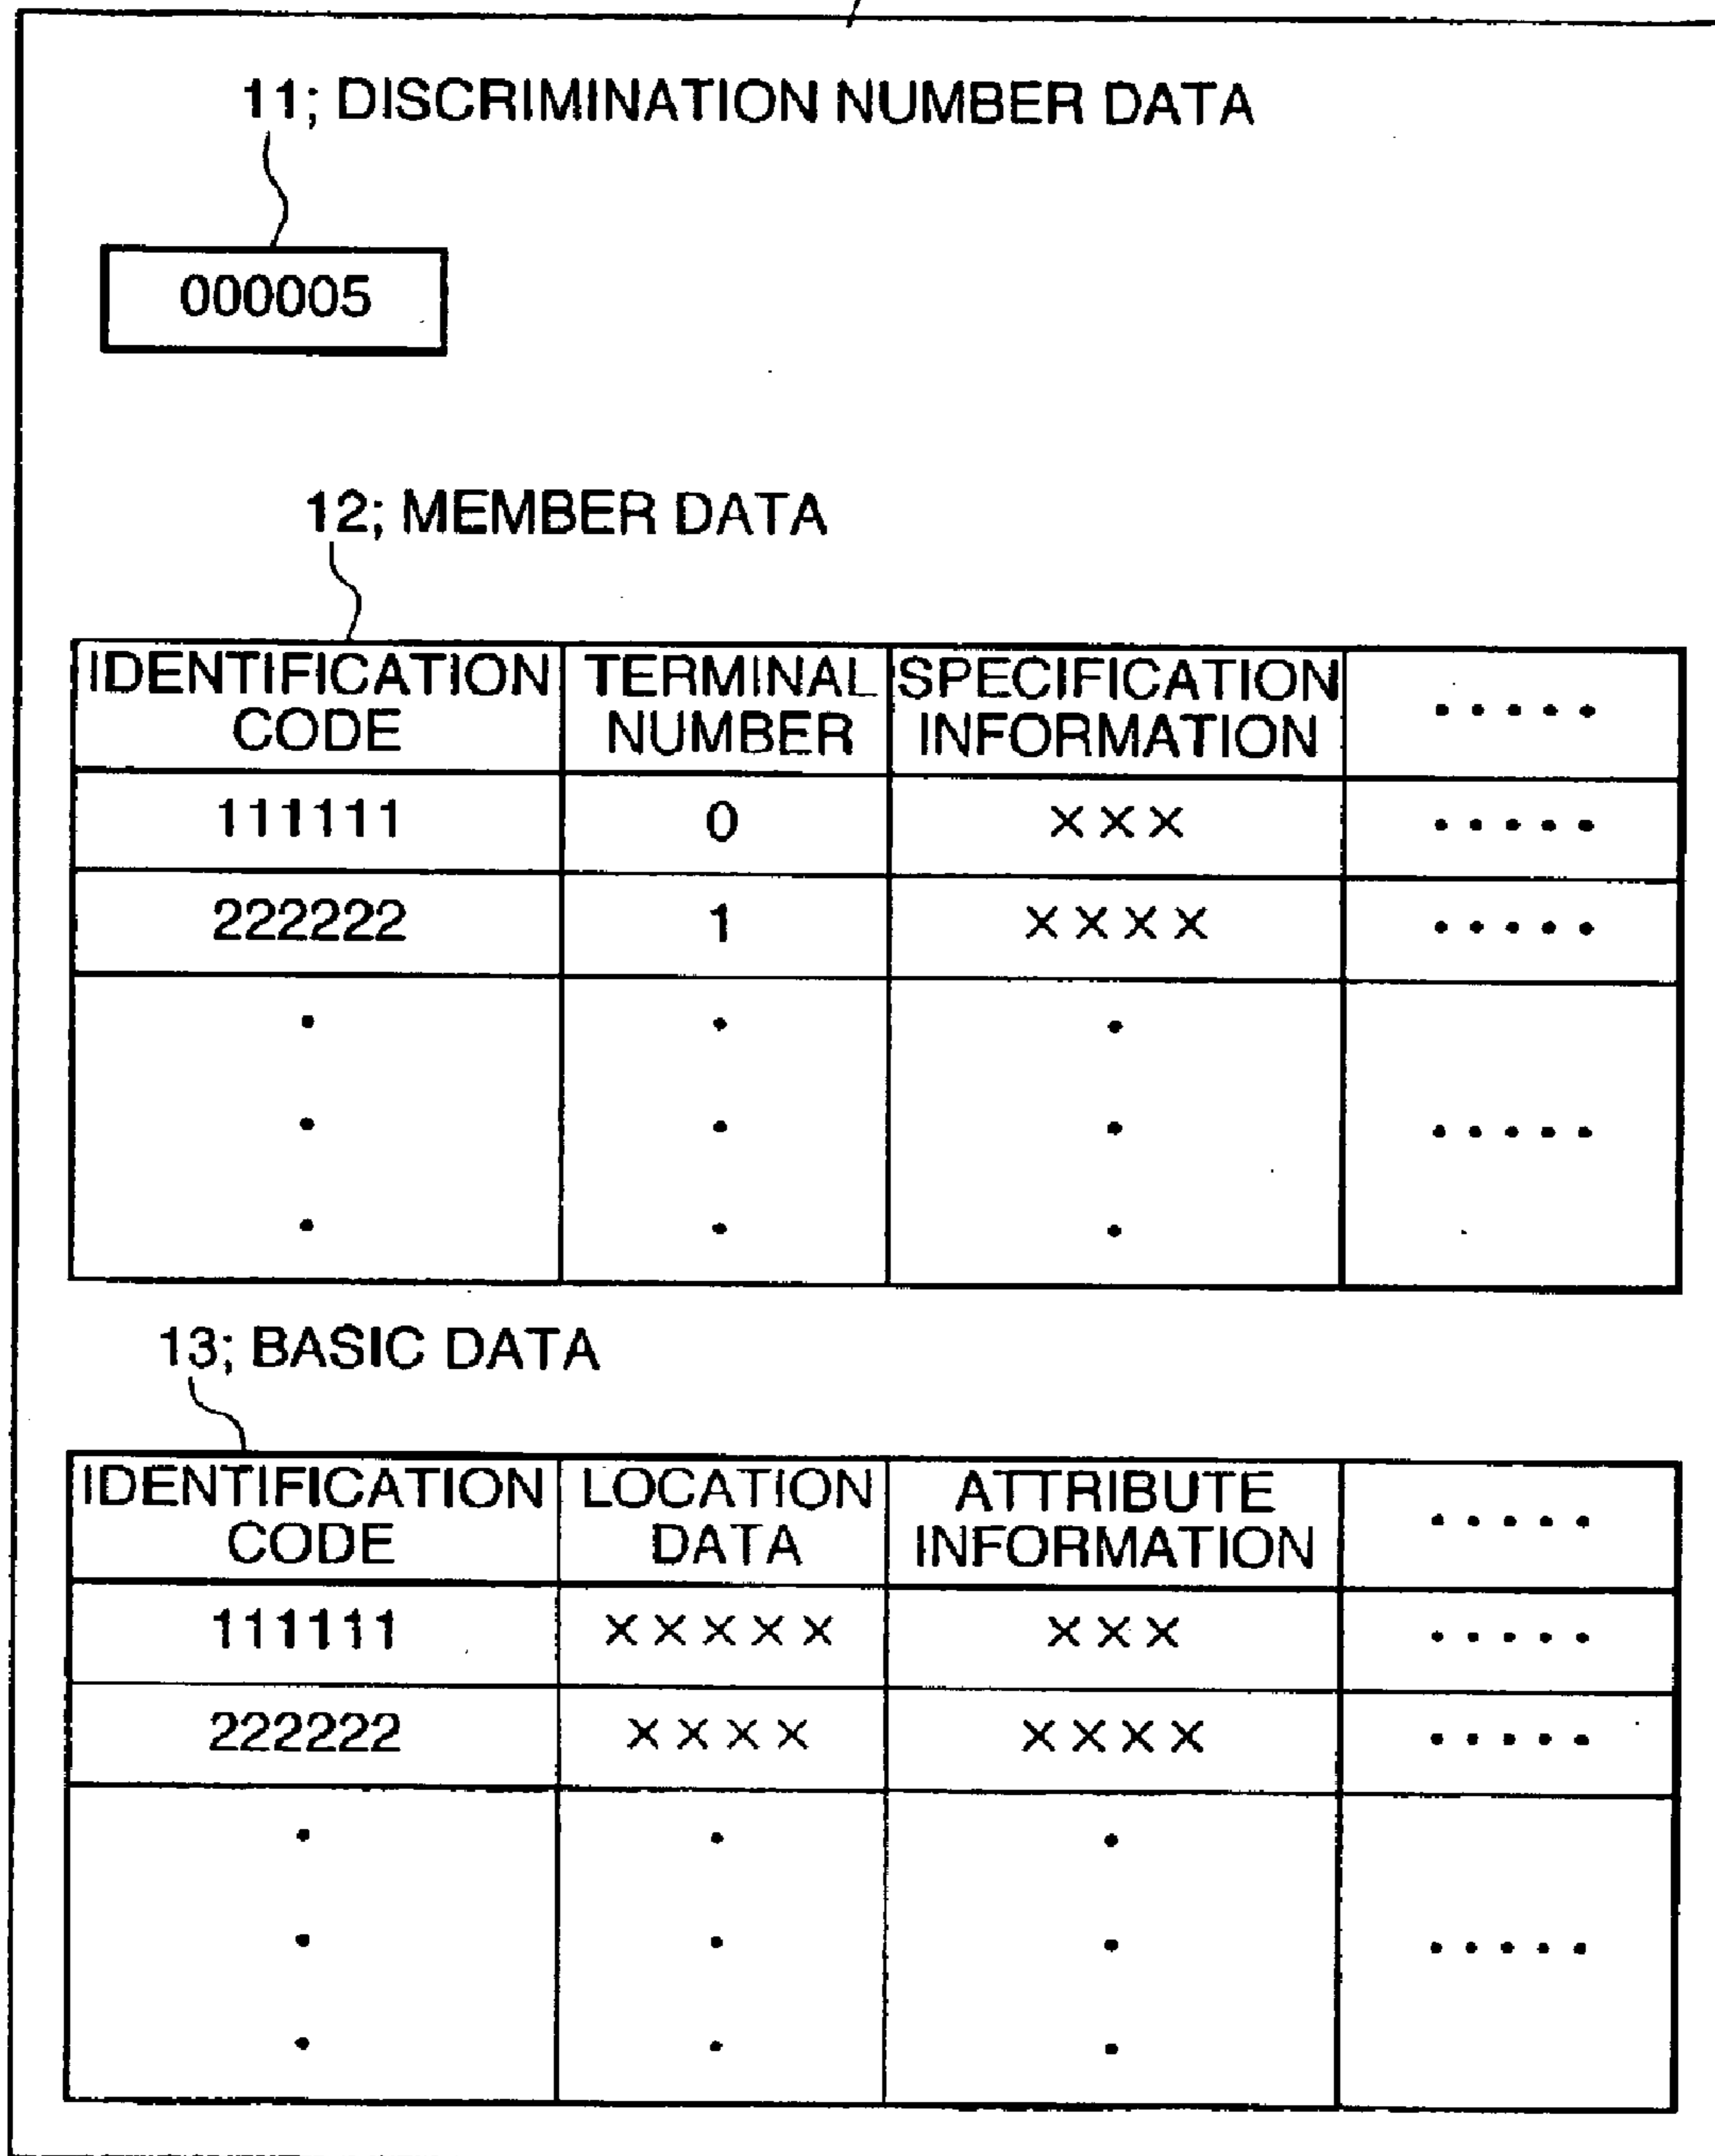 11; DISCRIMINATION NUMBER DATA
000005
12; MEMBER DATA
IDENTIFICATION CODE TERMINAL NUMBER SPECIFICATION INFORMATION • • • • •
111111 0 ××× • • • • •
222222 1 ×××× • • • • •
• • •
• • • • • • • •
• • •
13; BASIC DATA
IDENTIFICATION CODE LOCATION DATA ATTRIBUTE INFORMATION • • • • •
111111 ××××× ××× • • • • •
222222 ×××× ×××× • • • • •
• • •
• • • • • • • •
• • •